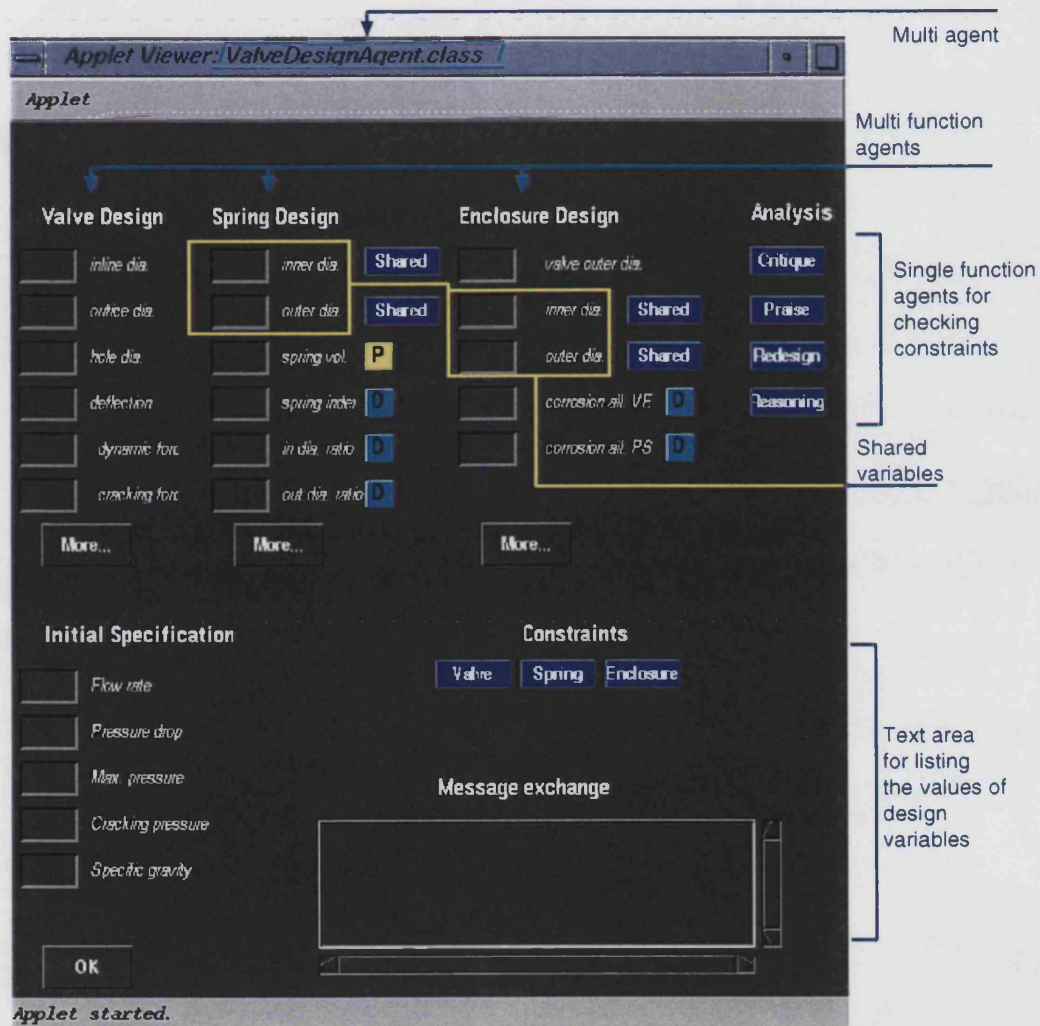 Multi agent
Applet Viewer: ValveDesignAgent.class
Applet
Multi function
agents
Valve Design
Spring Design
Enclosure Design
Analysis
inline dia.
inner dia.
Shared
valve outer dia.
Critique
orifice dia.
outer dia.
Shared
inner dia.
Shared
Praise
hole dia.
spring vol.
P
outer dia.
Shared
Redesign
deflection
spring index
D
corrosion all. VF.
D
Reasoning
dynamic forc
in dia. ratio
D
corrosion all. PS
D
cracking forc
out dia. ratio
D
More...
More...
More...
Single function
agents for
checking
constraints
Shared
variables
Initial Specification
Flow rate
Pressure drop
Max. pressure
Cracking pressure
Specific gravity
OK
Constraints
Valve
Spring
Enclosure
Message exchange
Text area
for listing
the values of
design
variables
Applet started.